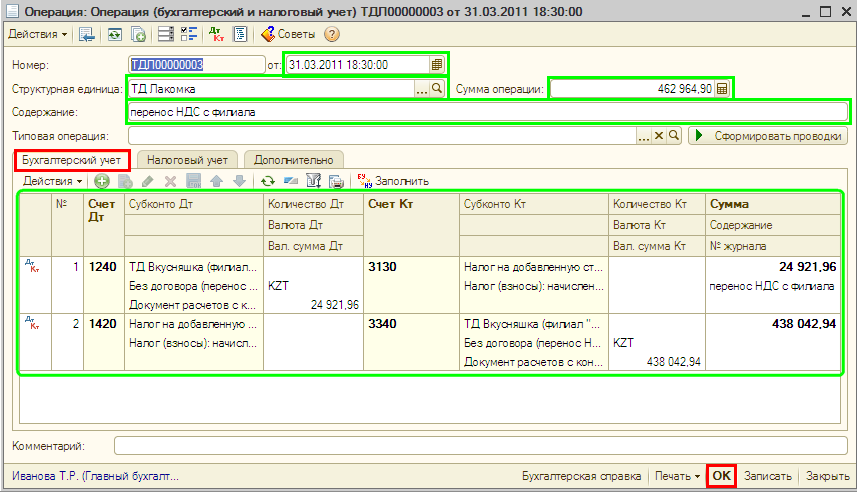 Операция: Операция (бухгалтерский и налоговый учет) ТДЛ00000003 от 31.03.2011 18:30:00
Действия Дт Кт Советы
Номер: ТДЛ00000003 от: 31.03.2011 18:30:00
Структурная единица: ТД Лакомка ... Сумма операции: 462 964,90
Содержание: перенос НДС с филиала
Типовая операция: ... Сформировать проводки
Бухгалтерский учет Налоговый учет Дополнительно
Действия Заполнить
№ Счет Дт Субконто Дт Количество Дт Счет Кт Субконто Кт Количество Кт Сумма
Валюта Дт Валюта Кт Содержание
Вал. сумма Дт Вал. сумма Кт № журнала
Дт Кт 1 1240 ТД Вкусняшка (филиал... 3130 Налог на добавленную ст... 24 921,96
Без договора (перенос ... KZT Налог (взносы): начислен... перенос НДС с филиала
Документ расчетов с к... 24 921,96
Дт Кт 2 1420 Налог на добавленную ... 3340 ТД Вкусняшка (филиал "... 438 042,94
Налог (взносы): начисл... Без договора (перенос Н... KZT
Документ расчетов с кон... 438 042,94
Комментарий:
Иванова Т.Р. (Главный бухгалт... Бухгалтерская справка Печать OK Записать Закрыть